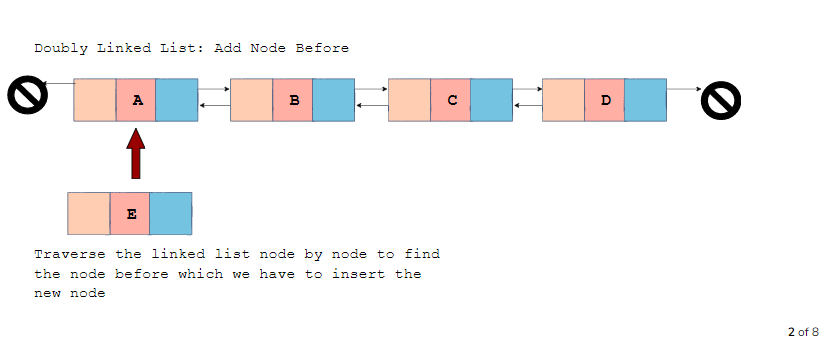 Doubly Linked List: Add Node Before
A B C D
E
Traverse the linked list node by node to find
the node before which we have to insert the
new node
2 of 8